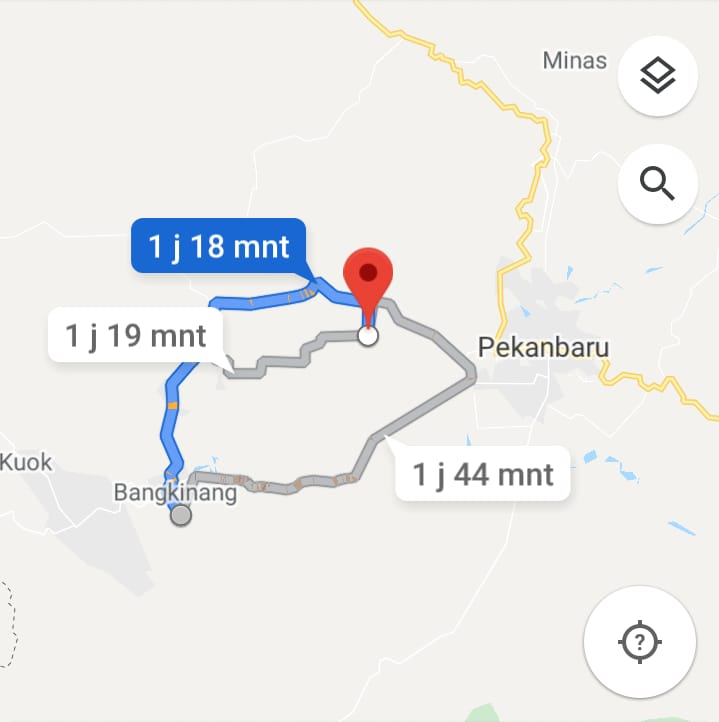 Minas
1 j 18 mnt
1 j 19 mnt
Pekanbaru
Kuok
1 j 44 mnt
Bangkinang
?